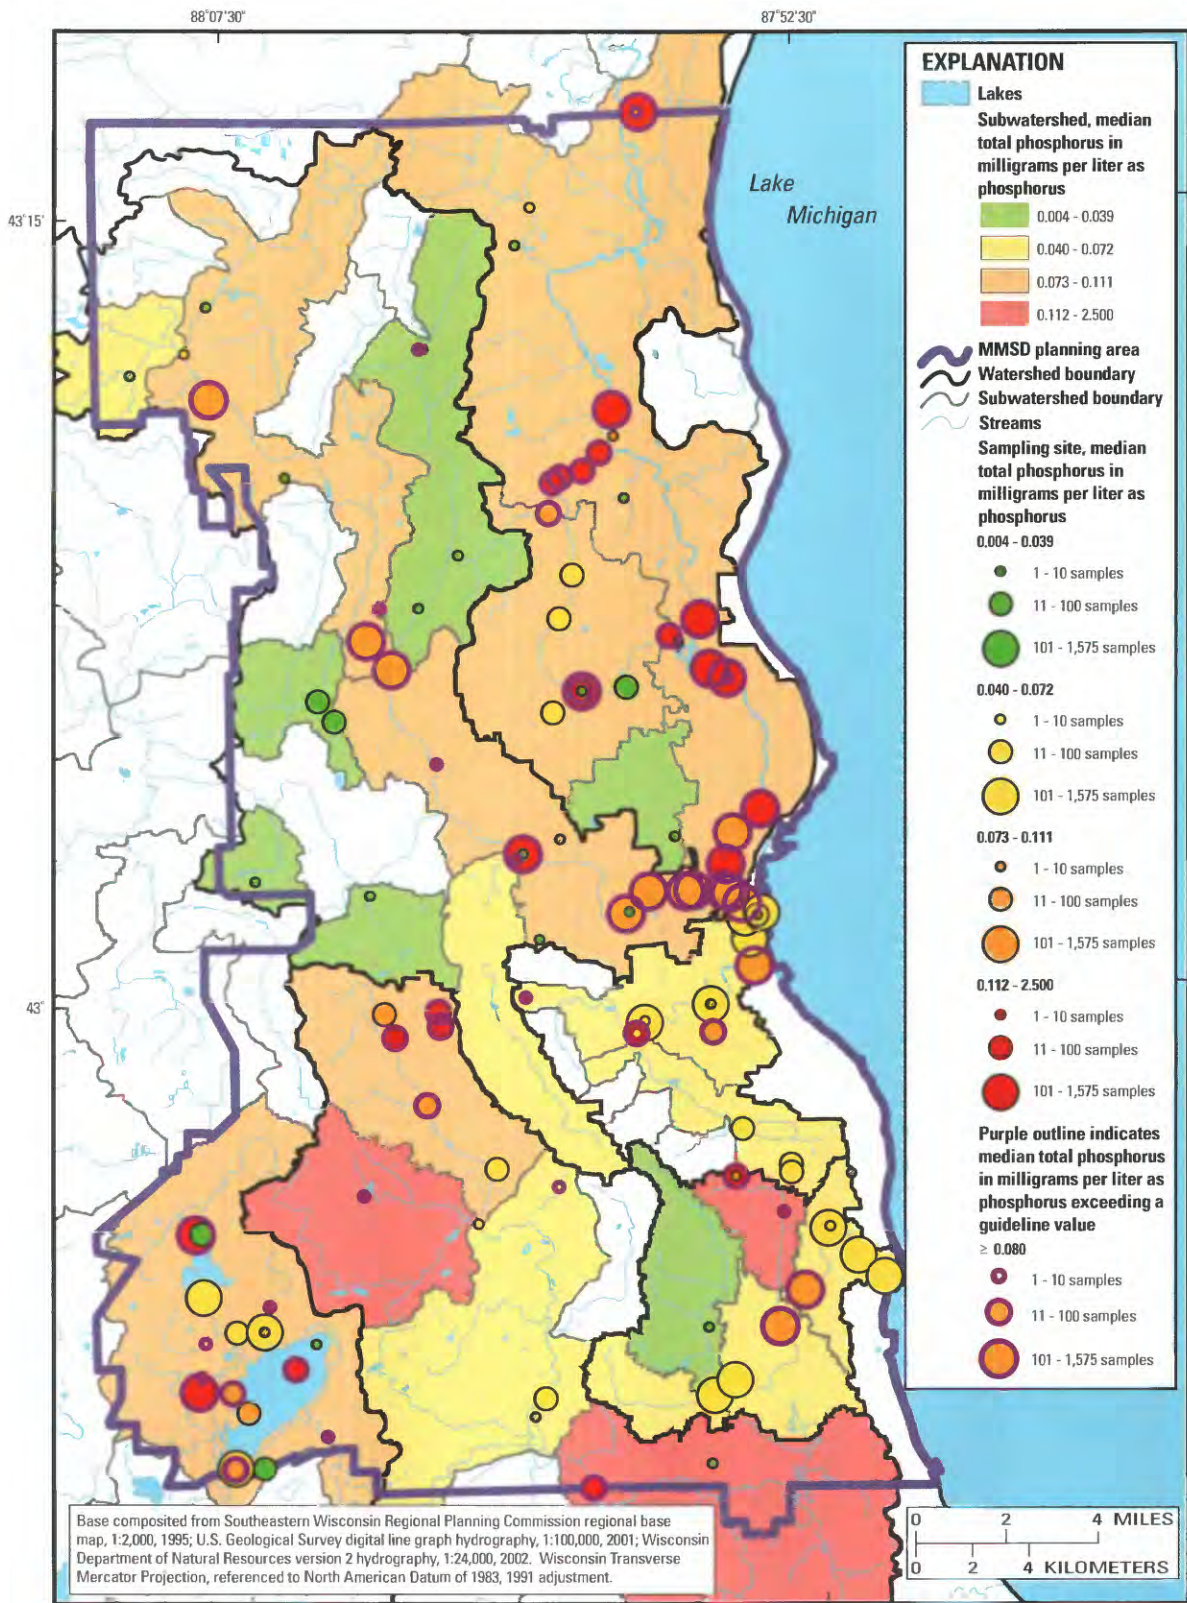 88°07'30"
87°52'30"
43°15'
43°
Lake
Michigan
EXPLANATION
Lakes
Subwatershed, median
total phosphorus in
milligrams per liter as
phosphorus
0.004 - 0.039
0.040 - 0.072
0.073 - 0.111
0.112 - 2.500
MMSD planning area
Watershed boundary
Subwatershed boundary
Streams
Sampling site, median
total phosphorus in
milligrams per liter as
phosphorus
0.004 - 0.039
1 - 10 samples
11 - 100 samples
101 - 1,575 samples
0.040 - 0.072
1 - 10 samples
11 - 100 samples
101 - 1,575 samples
0.073 - 0.111
1 - 10 samples
11 - 100 samples
101 - 1,575 samples
0.112 - 2.500
1 - 10 samples
11 - 100 samples
101 - 1,575 samples
Purple outline indicates
median total phosphorus
in milligrams per liter as
phosphorus exceeding a
guideline value
≥ 0.080
1 - 10 samples
11 - 100 samples
101 - 1,575 samples
Base composited from Southeastern Wisconsin Regional Planning Commission regional base
map, 1:2,000, 1995; U.S. Geological Survey digital line graph hydrography, 1:100,000, 2001; Wisconsin
Department of Natural Resources version 2 hydrography, 1:24,000, 2002. Wisconsin Transverse
Mercator Projection, referenced to North American Datum of 1983, 1991 adjustment.
0 2 4 MILES
0 2 4 KILOMETERS